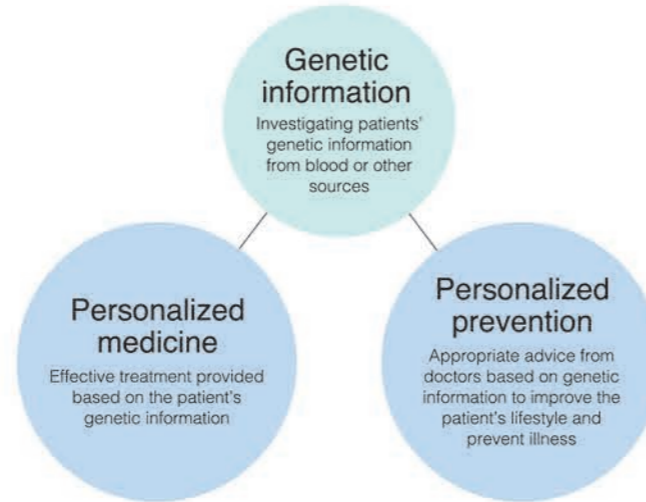 Genetic
information
Investigating patients'
genetic information
from blood or other
sources
Personalized
medicine
Effective treatment provided
based on the patient's
genetic information
Personalized
prevention
Appropriate advice from
doctors based on genetic
information to improve the
patient's lifestyle and
prevent illness